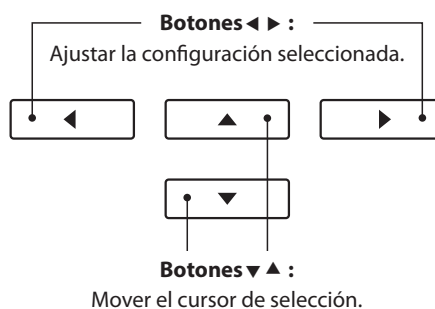 Botones ◀ ▶ :
Ajustar la configuración seleccionada.
Botones ▼ ▲ :
Mover el cursor de selección.